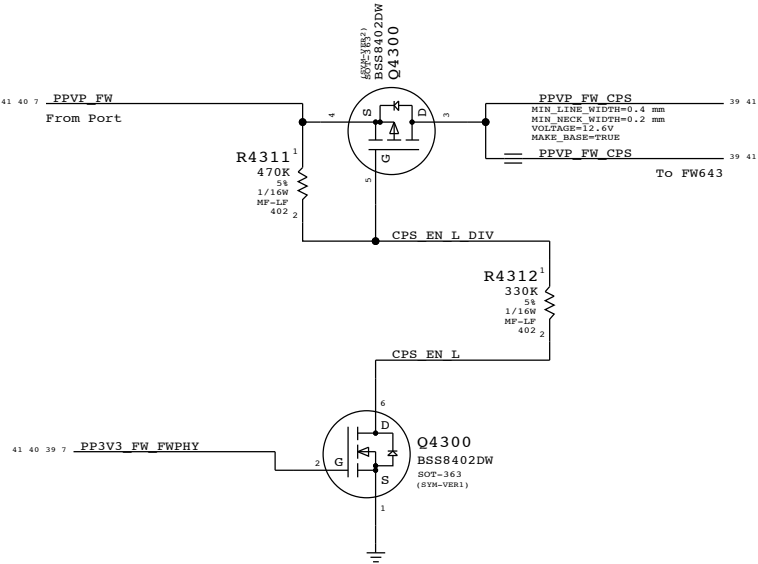 (SYM-VER2)
SOT-363
BSS8402DW
Q4300
41 40 7 PPVP_FW
From Port
4
S
D
G
3
5
PPVP_FW_CPS 39 41
MIN_LINE_WIDTH=0.4 mm
MIN_NECK_WIDTH=0.2 mm
VOLTAGE=12.6V
MAKE_BASE=TRUE
PPVP_FW_CPS 39 41
To FW643
R4311 1
470K
5%
1/16W
MF-LF
402 2
CPS_EN_L_DIV
R4312 1
330K
5%
1/16W
MF-LF
402 2
CPS_EN_L
6
D
G
S
2
1
41 40 39 7 PP3V3_FW_FWPHY
Q4300
BSS8402DW
SOT-363
(SYM-VER1)